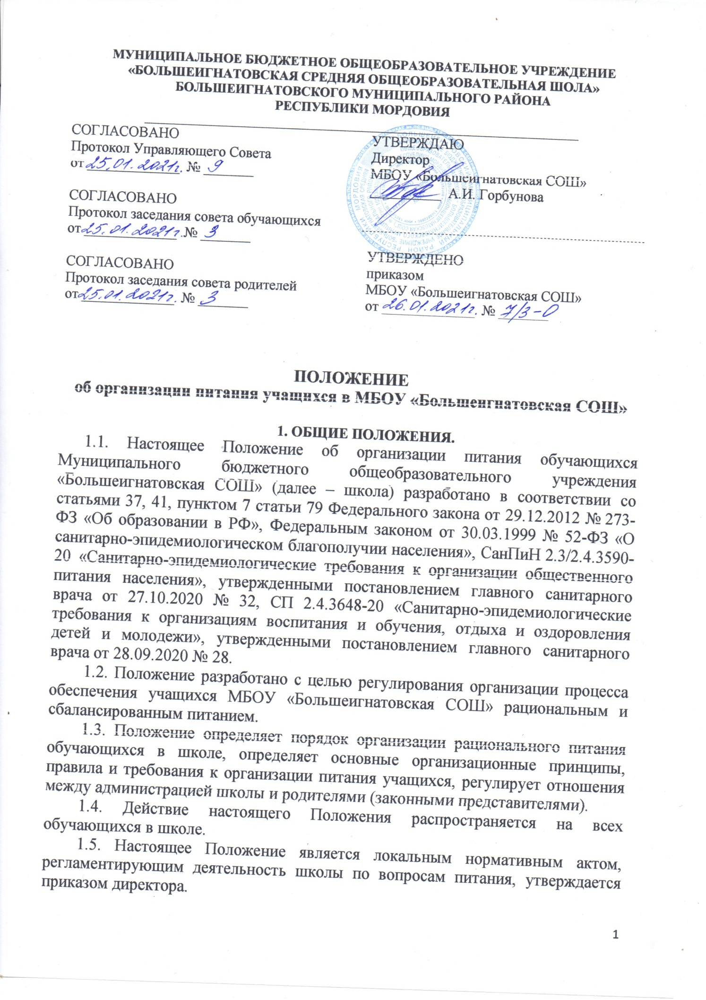 МУНИЦИПАЛЬНОЕ БЮДЖЕТНОЕ ОБЩЕОБРАЗОВАТЕЛЬНОЕ УЧРЕЖДЕНИЕ
«БОЛЬШЕИГНАТОВСКАЯ СРЕДНЯЯ ОБЩЕОБРАЗОВАТЕЛЬНАЯ ШОЛА»
БОЛЬШЕИГНАТОВСКОГО МУНИЦИПАЛЬНОГО РАЙОНА
РЕСПУБЛИКИ МОРДОВИЯ
СОГЛАСОВАНО
Протокол Управляющего Совета
от 25.01.2021г. № 9
СОГЛАСОВАНО
Протокол заседания совета обучающихся
от 25.01.2021г. № 3
СОГЛАСОВАНО
Протокол заседания совета родителей
от 25.01.2021г. № 3
УТВЕРЖДАЮ
Директор
МБОУ «Большеигнатовская СОШ»
А.И. Горбунова
УТВЕРЖДЕНО
приказом
МБОУ «Большеигнатовская СОШ»
от 26.01.2021г. № 7/3-О
ПОЛОЖЕНИЕ
об организации питания учащихся в МБОУ «Большеигнатовская СОШ»
1. ОБЩИЕ ПОЛОЖЕНИЯ.
1.1. Настоящее Положение об организации питания обучающихся
Муниципального бюджетного общеобразовательного учреждения
«Большеигнатовская СОШ» (далее – школа) разработано в соответствии со
статьями 37, 41, пунктом 7 статьи 79 Федерального закона от 29.12.2012 № 273-
ФЗ «Об образовании в РФ», Федеральным законом от 30.03.1999 № 52-ФЗ «О
санитарно-эпидемиологическом благополучии населения», СанПиН 2.3/2.4.3590-
20 «Санитарно-эпидемиологические требования к организации общественного
питания населения», утвержденными постановлением главного санитарного
врача от 27.10.2020 № 32, СП 2.4.3648-20 «Санитарно-эпидемиологические
требования к организациям воспитания и обучения, отдыха и оздоровления
детей и молодежи», утвержденными постановлением главного санитарного
врача от 28.09.2020 № 28.
1.2. Положение разработано с целью регулирования организации процесса
обеспечения учащихся МБОУ «Большеигнатовская СОШ» рациональным и
сбалансированным питанием.
1.3. Положение определяет порядок организации рационального питания
обучающихся в школе, определяет основные организационные принципы,
правила и требования к организации питания учащихся, регулирует отношения
между администрацией школы и родителями (законными представителями).
1.4. Действие настоящего Положения распространяется на всех
обучающихся в школе.
1.5. Настоящее Положение является локальным нормативным актом,
регламентирующим деятельность школы по вопросам питания, утверждается
приказом директора.
1